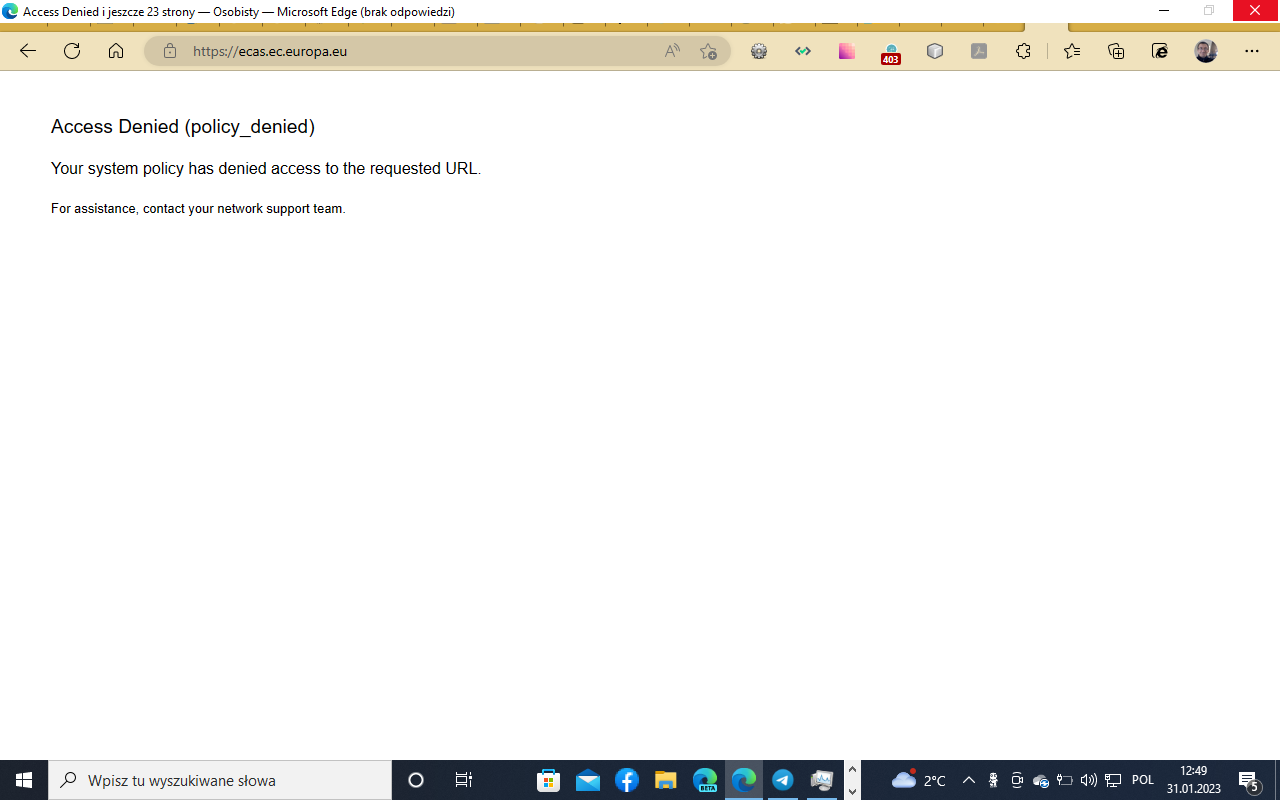 Access Denied i jeszcze 23 strony — Osobisty — Microsoft Edge (brak odpowiedzi)
https://ecas.ec.europa.eu
403
Access Denied (policy_denied)
Your system policy has denied access to the requested URL.
For assistance, contact your network support team.
Wpisz tu wyszukiwane słowa
BETA
2°C
POL
12:49
31.01.2023
5